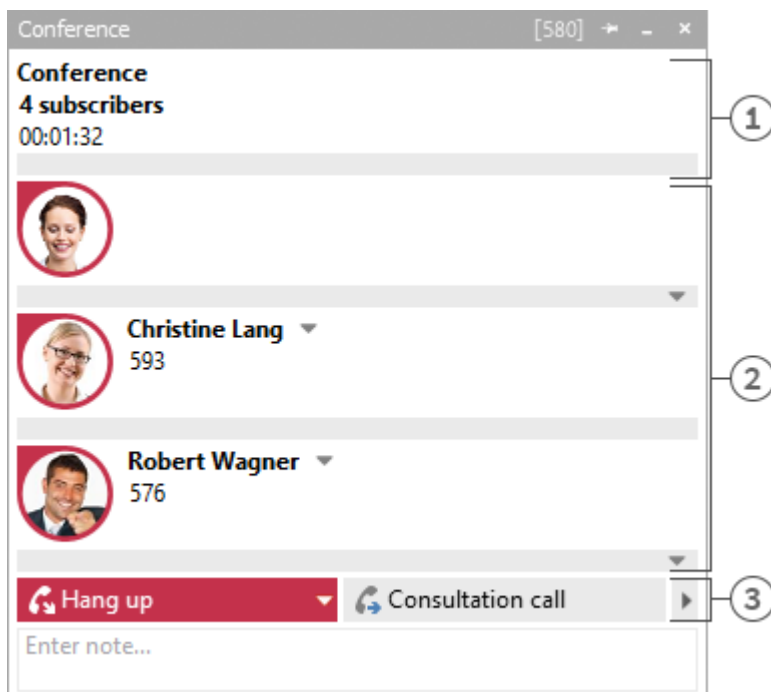 Conference [580]
Conference
4 subscribers
00:01:32
1
Christine Lang
593
2
Robert Wagner
576
Hang up Consultation call
3
Enter note...